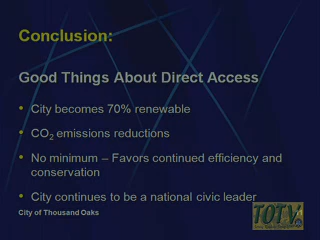 Conclusion:
Good Things About Direct Access
• City becomes 70% renewable
• CO₂ emissions reductions
• No minimum – Favors continued efficiency and
conservation
• City continues to be a national civic leader
City of Thousand Oaks
TOTV